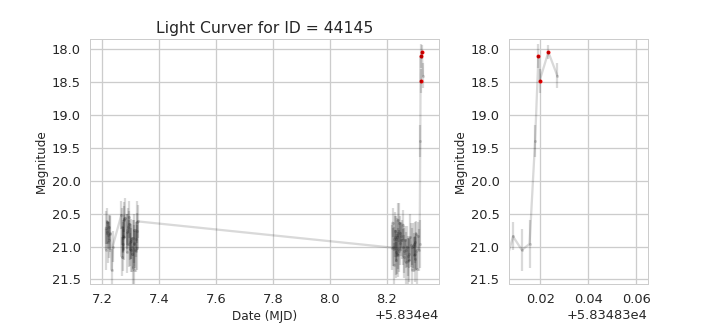 Light Curver for ID = 44145
18.0
18.5
19.0
19.5
20.0
20.5
21.0
21.5
Magnitude
7.2 7.4 7.6 7.8 8.0 8.2
Date (MJD)
+5.834e4
18.0
18.5
19.0
19.5
20.0
20.5
21.0
21.5
Magnitude
0.02 0.04 0.06
+5.83483e4